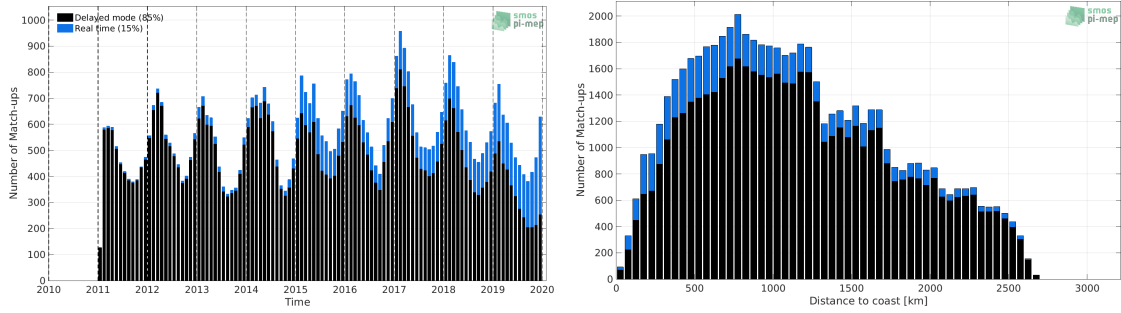 Delayed mode (85%)
Real time (15%)
smos
pi-mep
Number of Match-ups
1000
900
800
700
600
500
400
300
200
100
0
2010 2011 2012 2013 2014 2015 2016 2017 2018 2019 2020
Time
smos
pi-mep
Number of Match-ups
2000
1800
1600
1400
1200
1000
800
600
400
200
0
0 500 1000 1500 2000 2500 3000
Distance to coast [km]